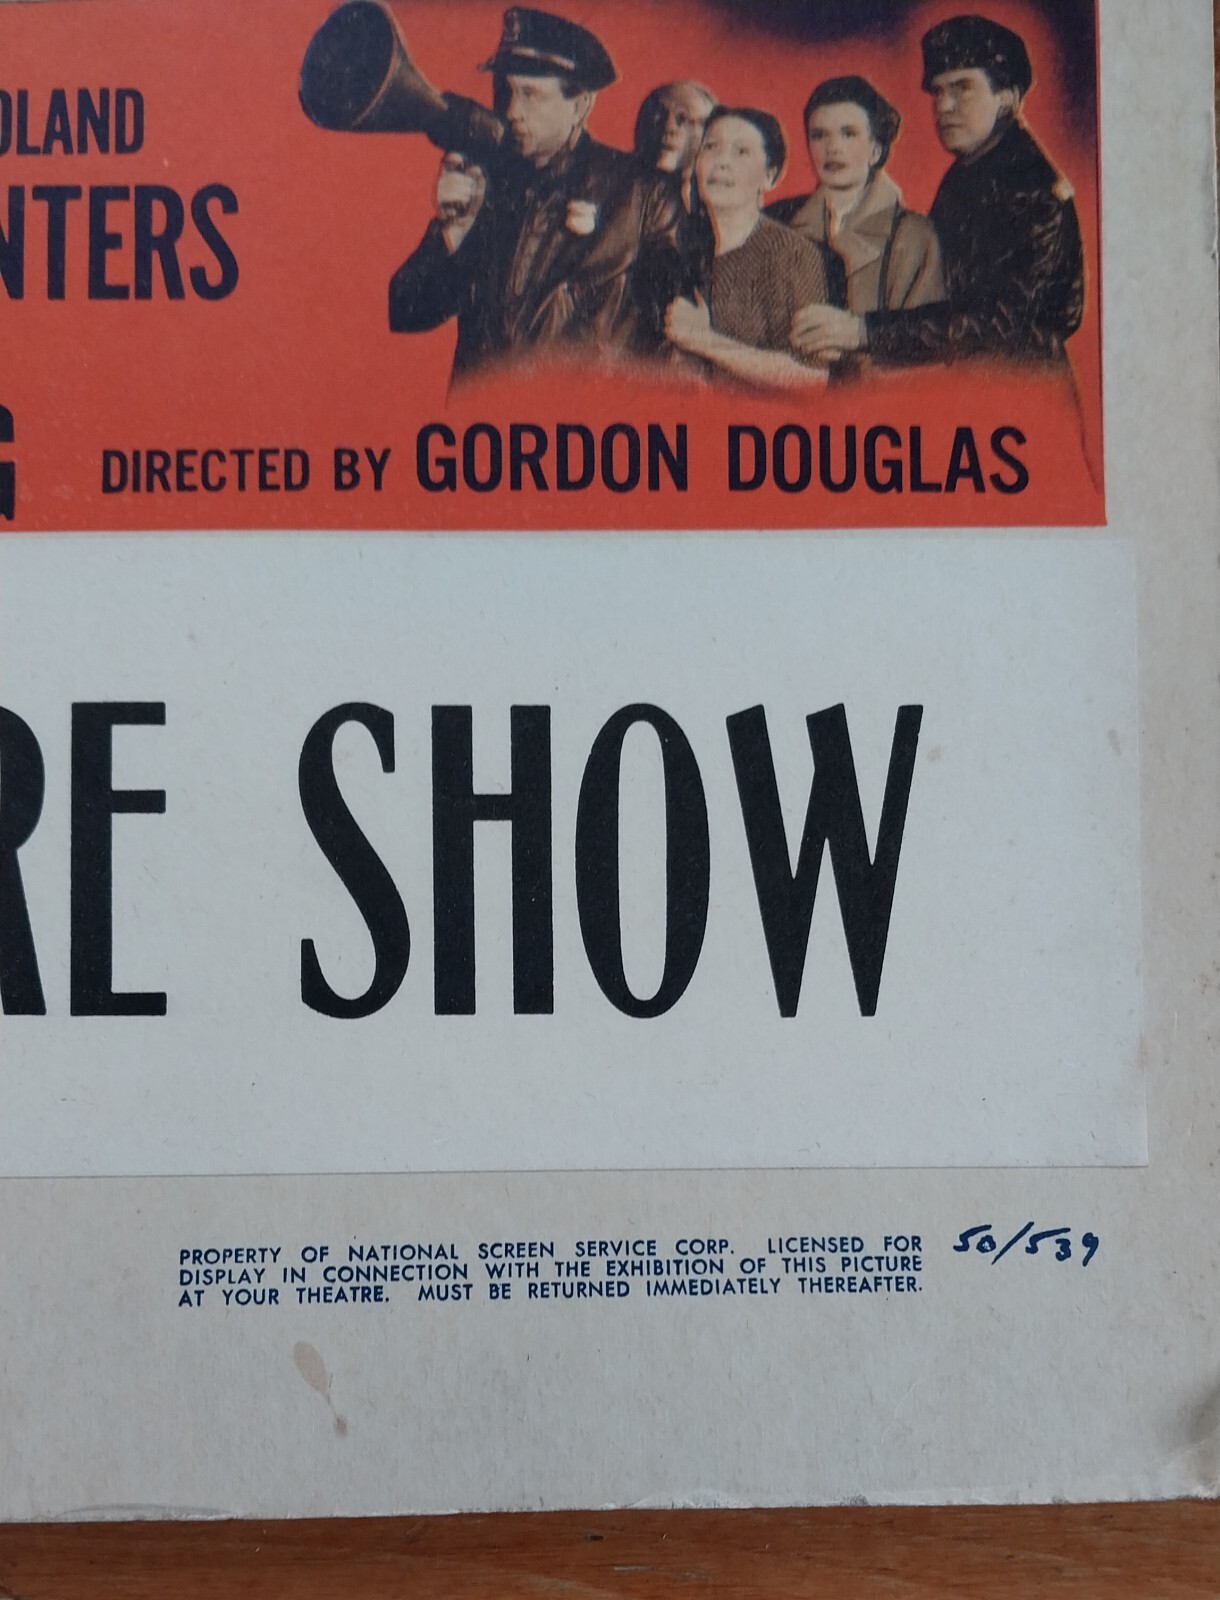 DLAND
NTERS
G DIRECTED BY GORDON DOUGLAS
RE SHOW
PROPERTY OF NATIONAL SCREEN SERVICE CORP. LICENSED FOR 50/539
DISPLAY IN CONNECTION WITH THE EXHIBITION OF THIS PICTURE
AT YOUR THEATRE. MUST BE RETURNED IMMEDIATELY THEREAFTER.